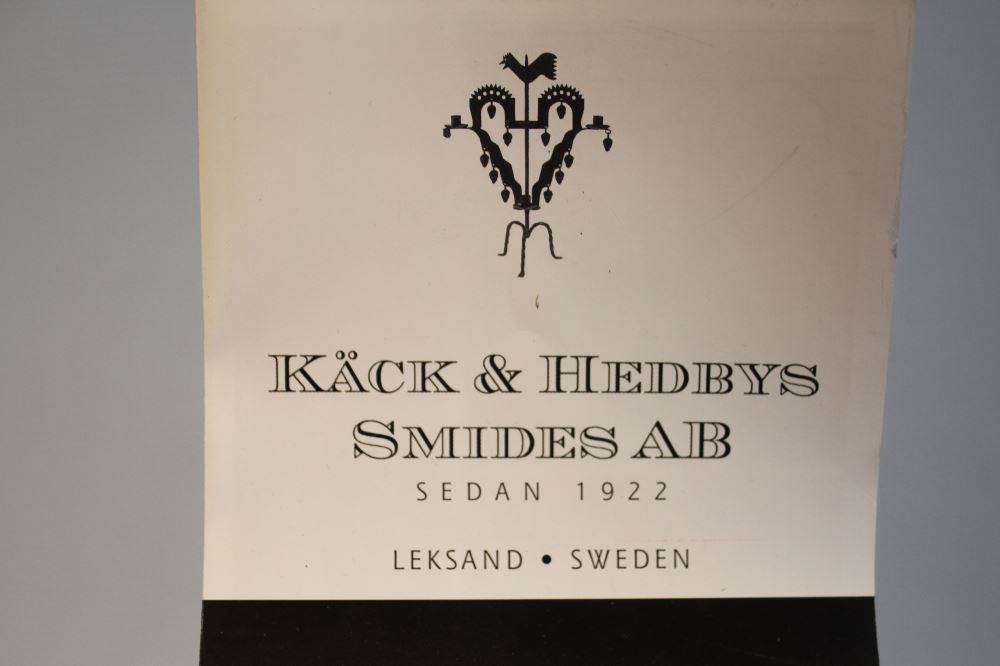 KÄCK & HEDBYS
SMIDES AB
SEDAN 1922
LEKSAND • SWEDEN